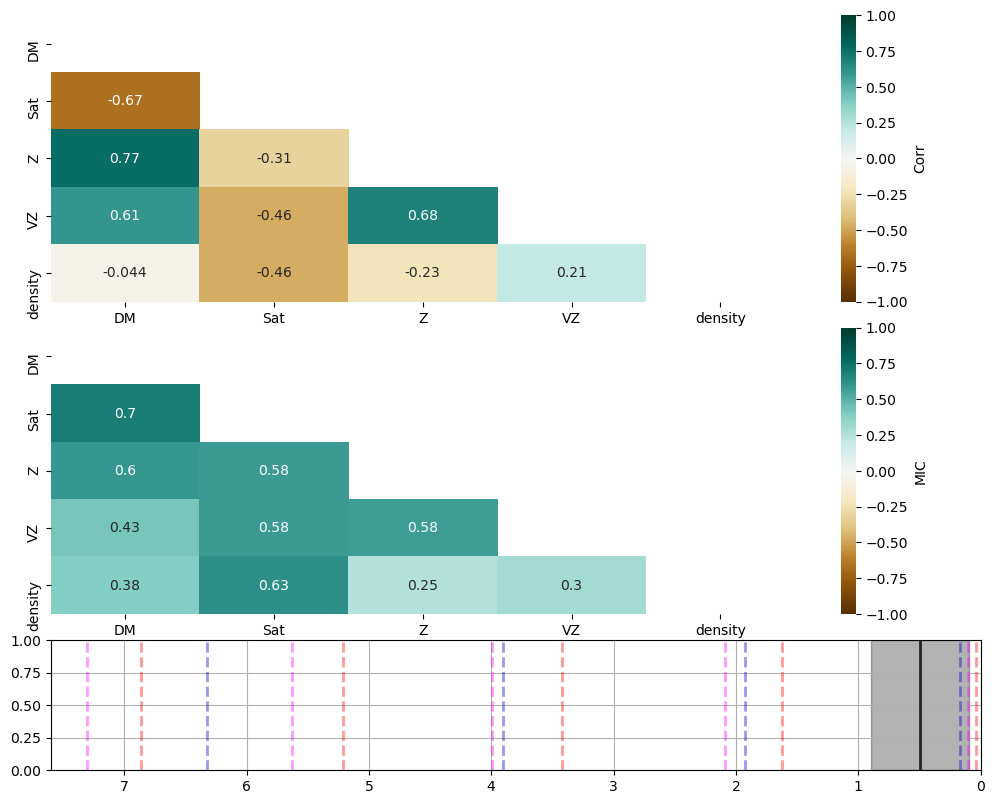 DM
Sat
Z
VZ
density
-0.67
0.77
-0.31
0.61
-0.46
0.68
-0.044
-0.46
-0.23
0.21
DM
Sat
Z
VZ
density
1.00
0.75
0.50
0.25
0.00
−0.25
−0.50
−0.75
−1.00
Corr
DM
Sat
Z
VZ
density
0.7
0.6
0.58
0.43
0.58
0.58
0.38
0.63
0.25
0.3
DM
Sat
Z
VZ
density
1.00
0.75
0.50
0.25
0.00
−0.25
−0.50
−0.75
−1.00
MIC
1.00
0.75
0.50
0.25
0.00
7
6
5
4
3
2
1
0